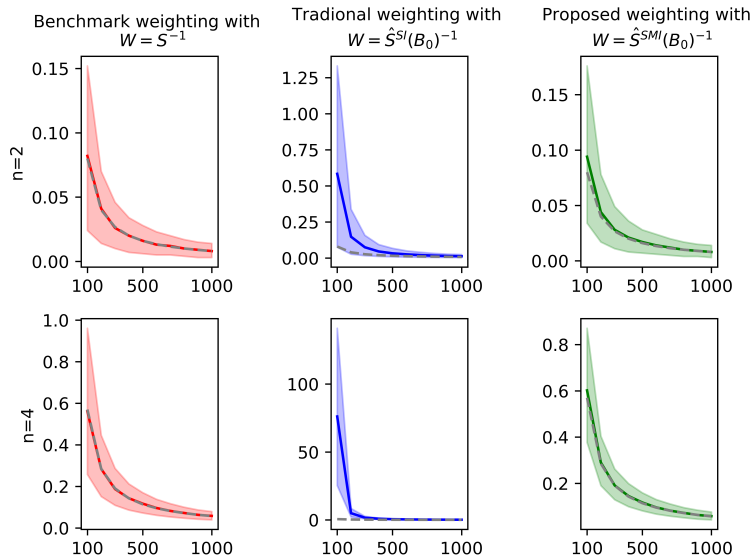 Benchmark weighting with
W = S⁻¹
Tradional weighting with
W = Ŝ^{SI}(B₀)⁻¹
Proposed weighting with
W = Ŝ^{SMI}(B₀)⁻¹
n=2
0.15
0.10
0.05
0.00
100 500 1000
1.25
1.00
0.75
0.50
0.25
0.00
100 500 1000
0.15
0.10
0.05
0.00
100 500 1000
n=4
1.0
0.8
0.6
0.4
0.2
0.0
100 500 1000
100
50
0
100 500 1000
0.8
0.6
0.4
0.2
100 500 1000